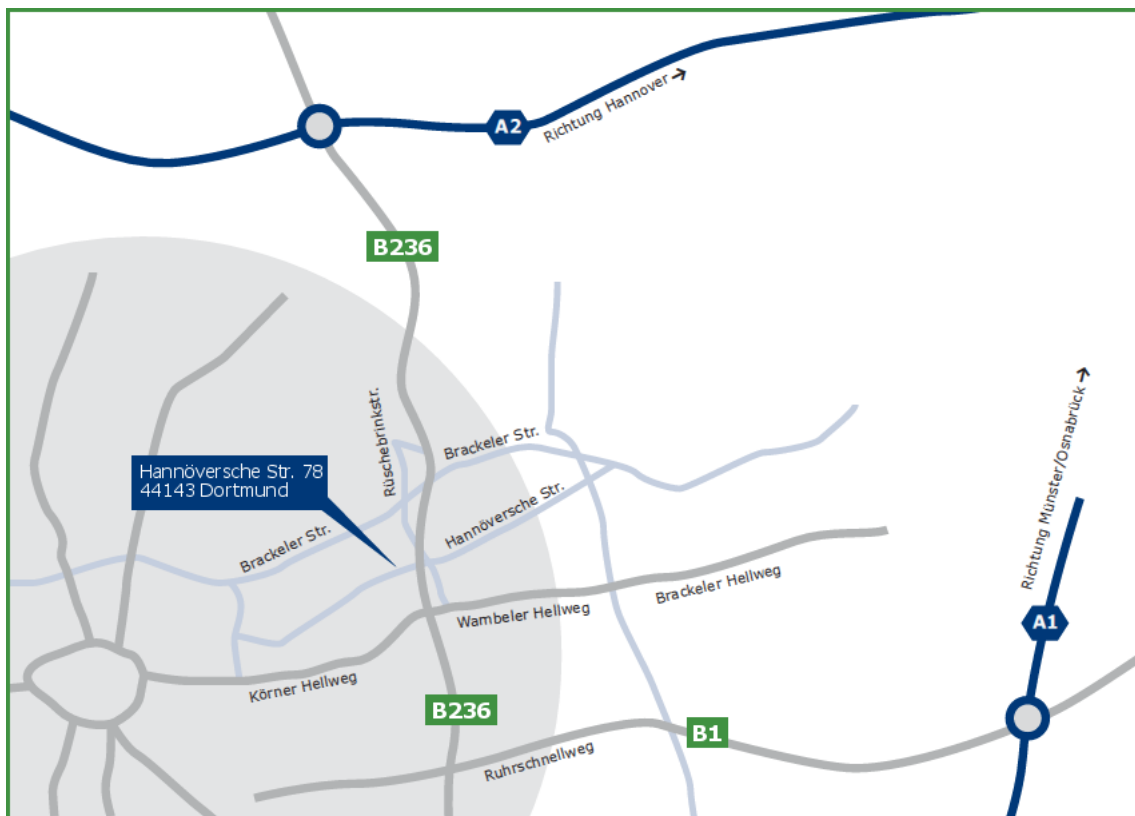 A2
Richtung Hannover
B236
Richtung Münster/Osnabrück
Rüschebrinkstr.
Brackeler Str.
Hannöversche Str. 78
44143 Dortmund
Hannöversche Str.
Brackeler Str.
Brackeler Hellweg
Wambeler Hellweg
A1
Körner Hellweg
B236
B1
Ruhrschnellweg